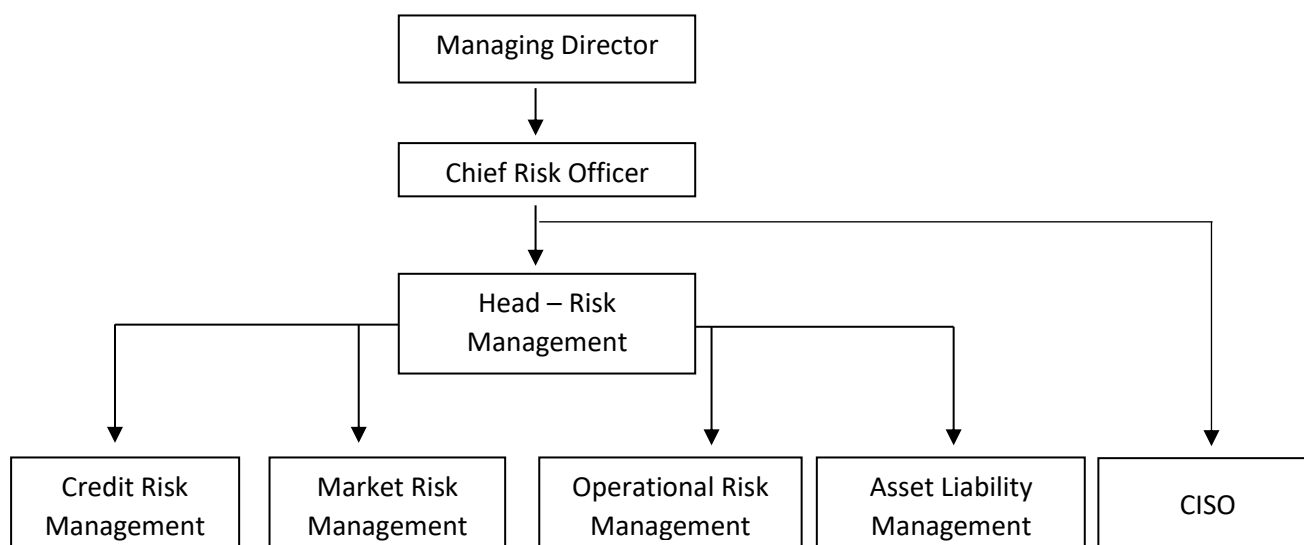 Managing Director
Chief Risk Officer
Head – Risk
Management
Credit Risk
Management
Market Risk
Management
Operational Risk
Management
Asset Liability
Management
CISO